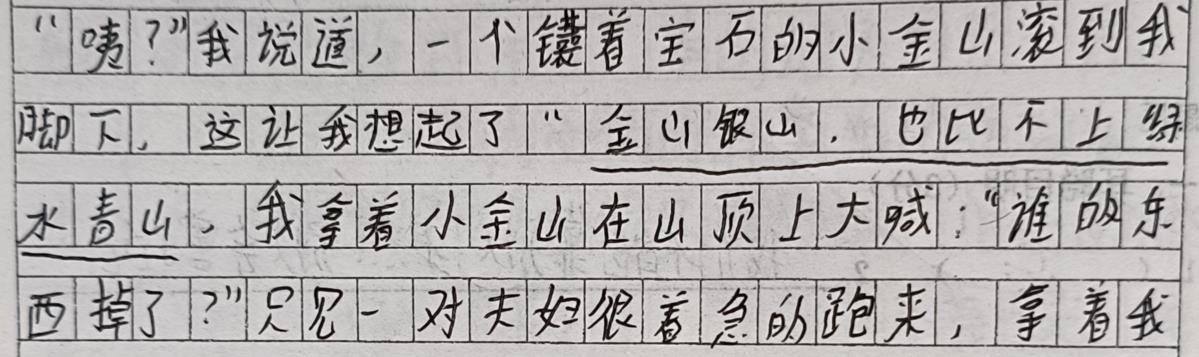 “咦？”我说道，一个镶着宝石的小金山滚到我
脚下，这让我想起了“金山银山，也比不上绿
水青山。我拿着小金山在山顶上大喊：“谁的东
西掉了？”只见一对夫妇很着急的跑来，拿着我